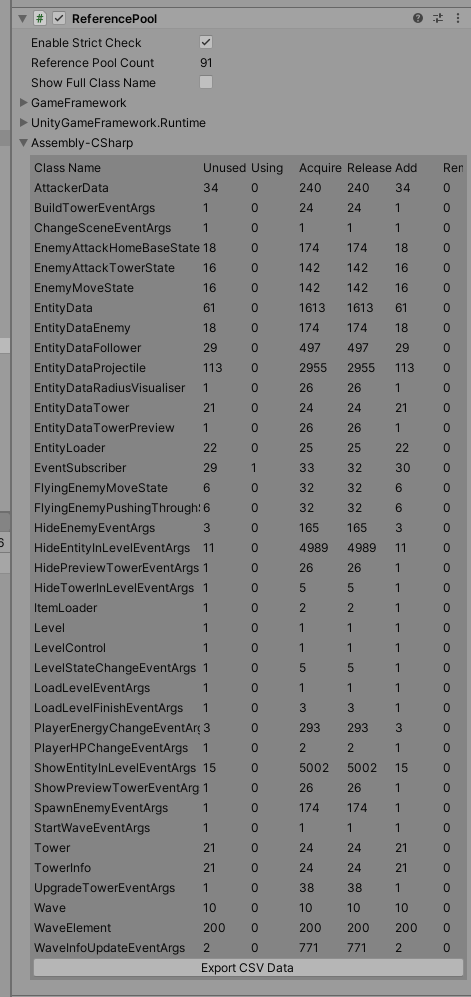 ReferencePool
Enable Strict Check
Reference Pool Count 91
Show Full Class Name
GameFramework
UnityGameFramework.Runtime
Assembly-CSharp
Class Name Unused Using Acquire Release Add Ren
AttackerData 34 0 240 240 34 0
BuildTowerEventArgs 1 0 24 24 1 0
ChangeSceneEventArgs 1 0 1 1 1 0
EnemyAttackHomeBaseState 18 0 174 174 18 0
EnemyAttackTowerState 16 0 142 142 16 0
EnemyMoveState 16 0 142 142 16 0
EntityData 61 0 1613 1613 61 0
EntityDataEnemy 18 0 174 174 18 0
EntityDataFollower 29 0 497 497 29 0
EntityDataProjectile 113 0 2955 2955 113 0
EntityDataRadiusVisualiser 1 0 26 26 1 0
EntityDataTower 21 0 24 24 21 0
EntityDataTowerPreview 1 0 26 26 1 0
EntityLoader 22 0 25 25 22 0
EventSubscriber 29 1 33 32 30 0
FlyingEnemyMoveState 6 0 32 32 6 0
FlyingEnemyPushingThroughS 6 0 32 32 6 0
HideEnemyEventArgs 3 0 165 165 3 0
HideEntityInLevelEventArgs 11 0 4989 4989 11 0
HidePreviewTowerEventArgs 1 0 26 26 1 0
HideTowerInLevelEventArgs 1 0 5 5 1 0
ItemLoader 1 0 2 2 1 0
Level 1 0 1 1 1 0
LevelControl 1 0 1 1 1 0
LevelStateChangeEventArgs 1 0 5 5 1 0
LoadLevelEventArgs 1 0 1 1 1 0
LoadLevelFinishEventArgs 1 0 3 3 1 0
PlayerEnergyChangeEventArg 3 0 293 293 3 0
PlayerHPChangeEventArgs 1 0 2 2 1 0
ShowEntityInLevelEventArgs 15 0 5002 5002 15 0
ShowPreviewTowerEventArg 1 0 26 26 1 0
SpawnEnemyEventArgs 1 0 174 174 1 0
StartWaveEventArgs 1 0 1 1 1 0
Tower 21 0 24 24 21 0
TowerInfo 21 0 24 24 21 0
UpgradeTowerEventArgs 1 0 38 38 1 0
Wave 10 0 10 10 10 0
WaveElement 200 0 200 200 200 0
WaveInfoUpdateEventArgs 2 0 771 771 2 0
Export CSV Data
6